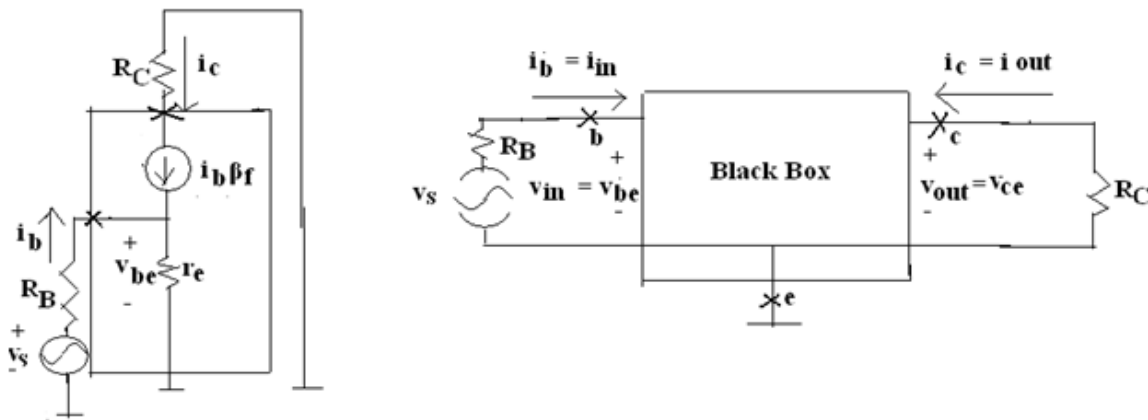 R_C
i_c
i_b β_f
i_b
+
v_be
-
r_e
R_B
+
v_s
-
i_b = i_in
i_c = i out
b
c
R_B
+
v_in = v_be
-
Black Box
+
v_out = v_ce
-
v_s
R_C
e